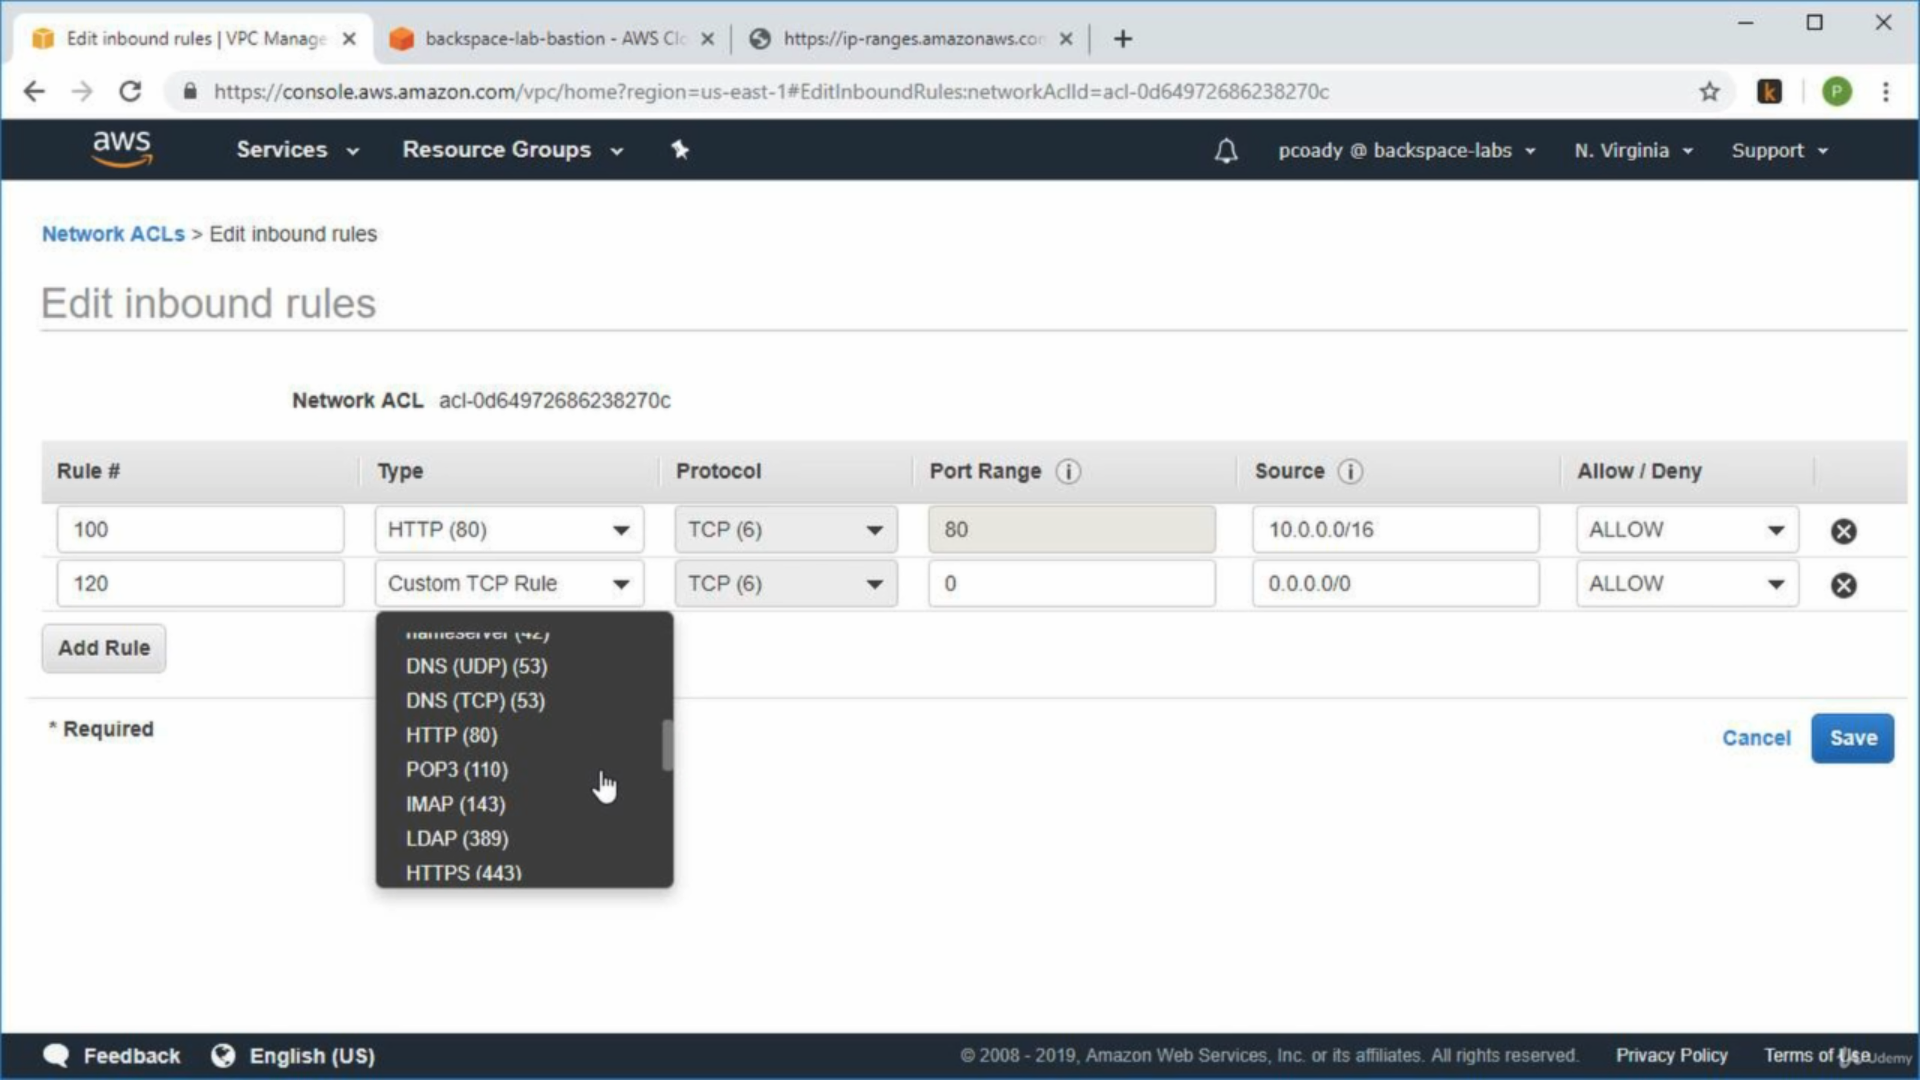 Edit inbound rules | VPC Manage
backspace-lab-bastion - AWS Clo
https://ip-ranges.amazonaws.con
https://console.aws.amazon.com/vpc/home?region=us-east-1#EditInboundRules:networkAclId=acl-0d64972686238270c
k
P
aws
Services
Resource Groups
pcoady @ backspace-labs
N. Virginia
Support
Network ACLs > Edit inbound rules
Edit inbound rules
Network ACL acl-0d64972686238270c
Rule # Type Protocol Port Range i Source i Allow / Deny
100 HTTP (80) TCP (6) 80 10.0.0.0/16 ALLOW
120 Custom TCP Rule TCP (6) 0 0.0.0.0/0 ALLOW
Add Rule
nameserver (42)
DNS (UDP) (53)
DNS (TCP) (53)
HTTP (80)
POP3 (110)
IMAP (143)
LDAP (389)
HTTPS (443)
* Required
Cancel
Save
Feedback
English (US)
© 2008 - 2019, Amazon Web Services, Inc. or its affiliates. All rights reserved.
Privacy Policy
Terms of Use
Udemy